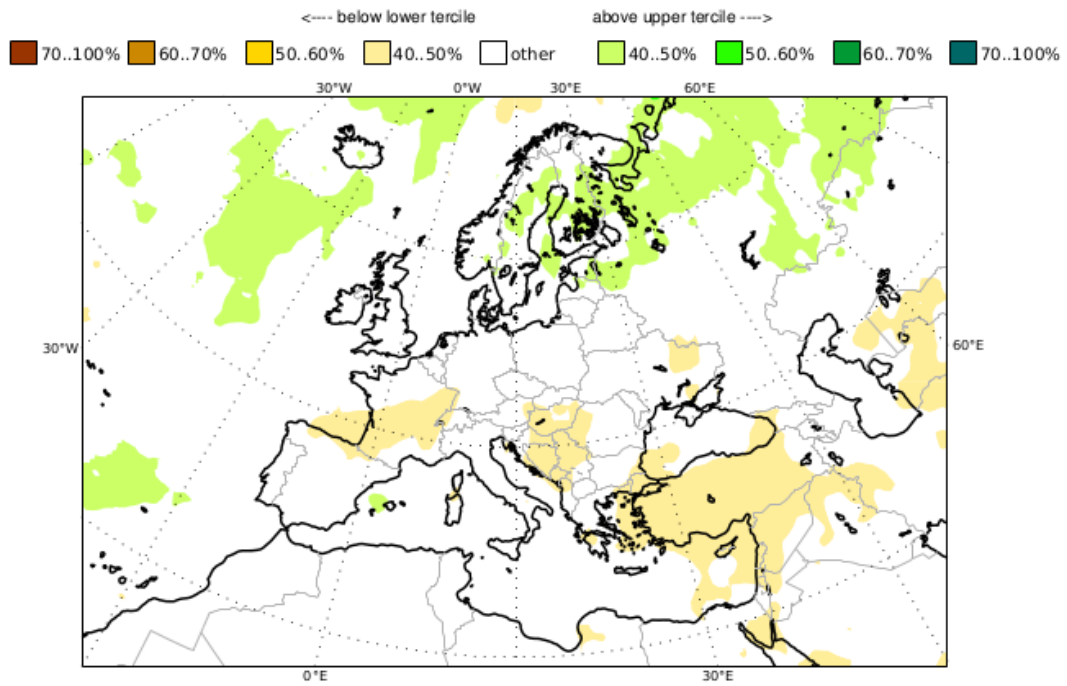 <---- below lower tercile above upper tercile ---->
70..100% 60..70% 50..60% 40..50% other 40..50% 50..60% 60..70% 70..100%
30°W 0°W 30°E 60°E
30°W 60°E
0°E 30°E